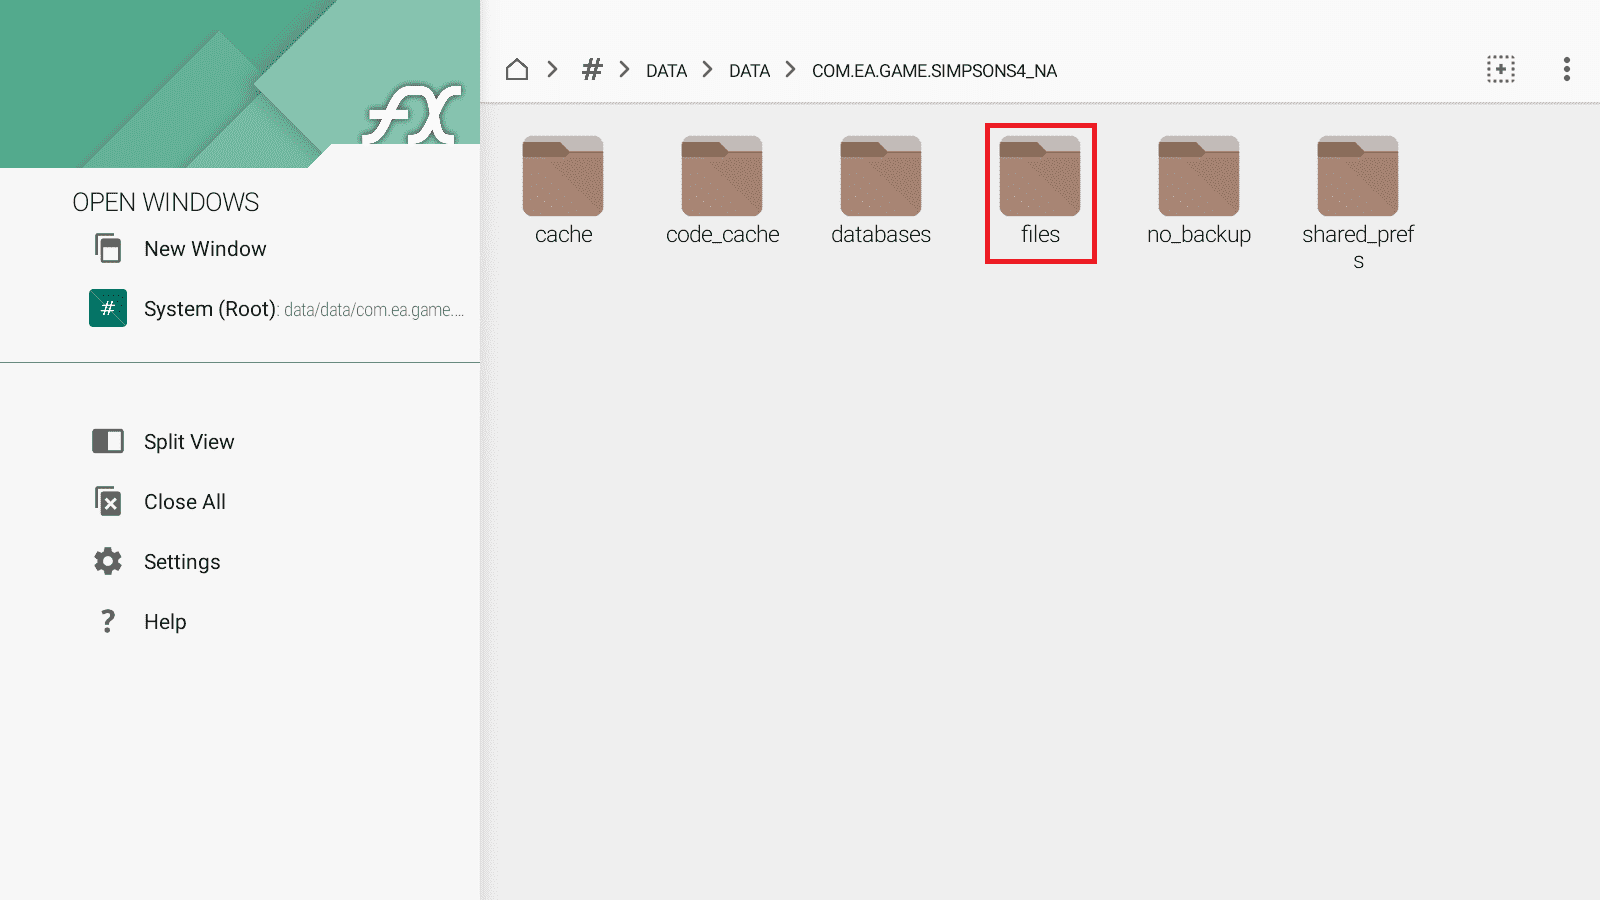 fX
OPEN WINDOWS
New Window
# System (Root): data/data/com.ea.game....
Split View
Close All
Settings
? Help
# DATA DATA COM.EA.GAME.SIMPSONS4_NA
cache code_cache databases files no_backup shared_pref
s